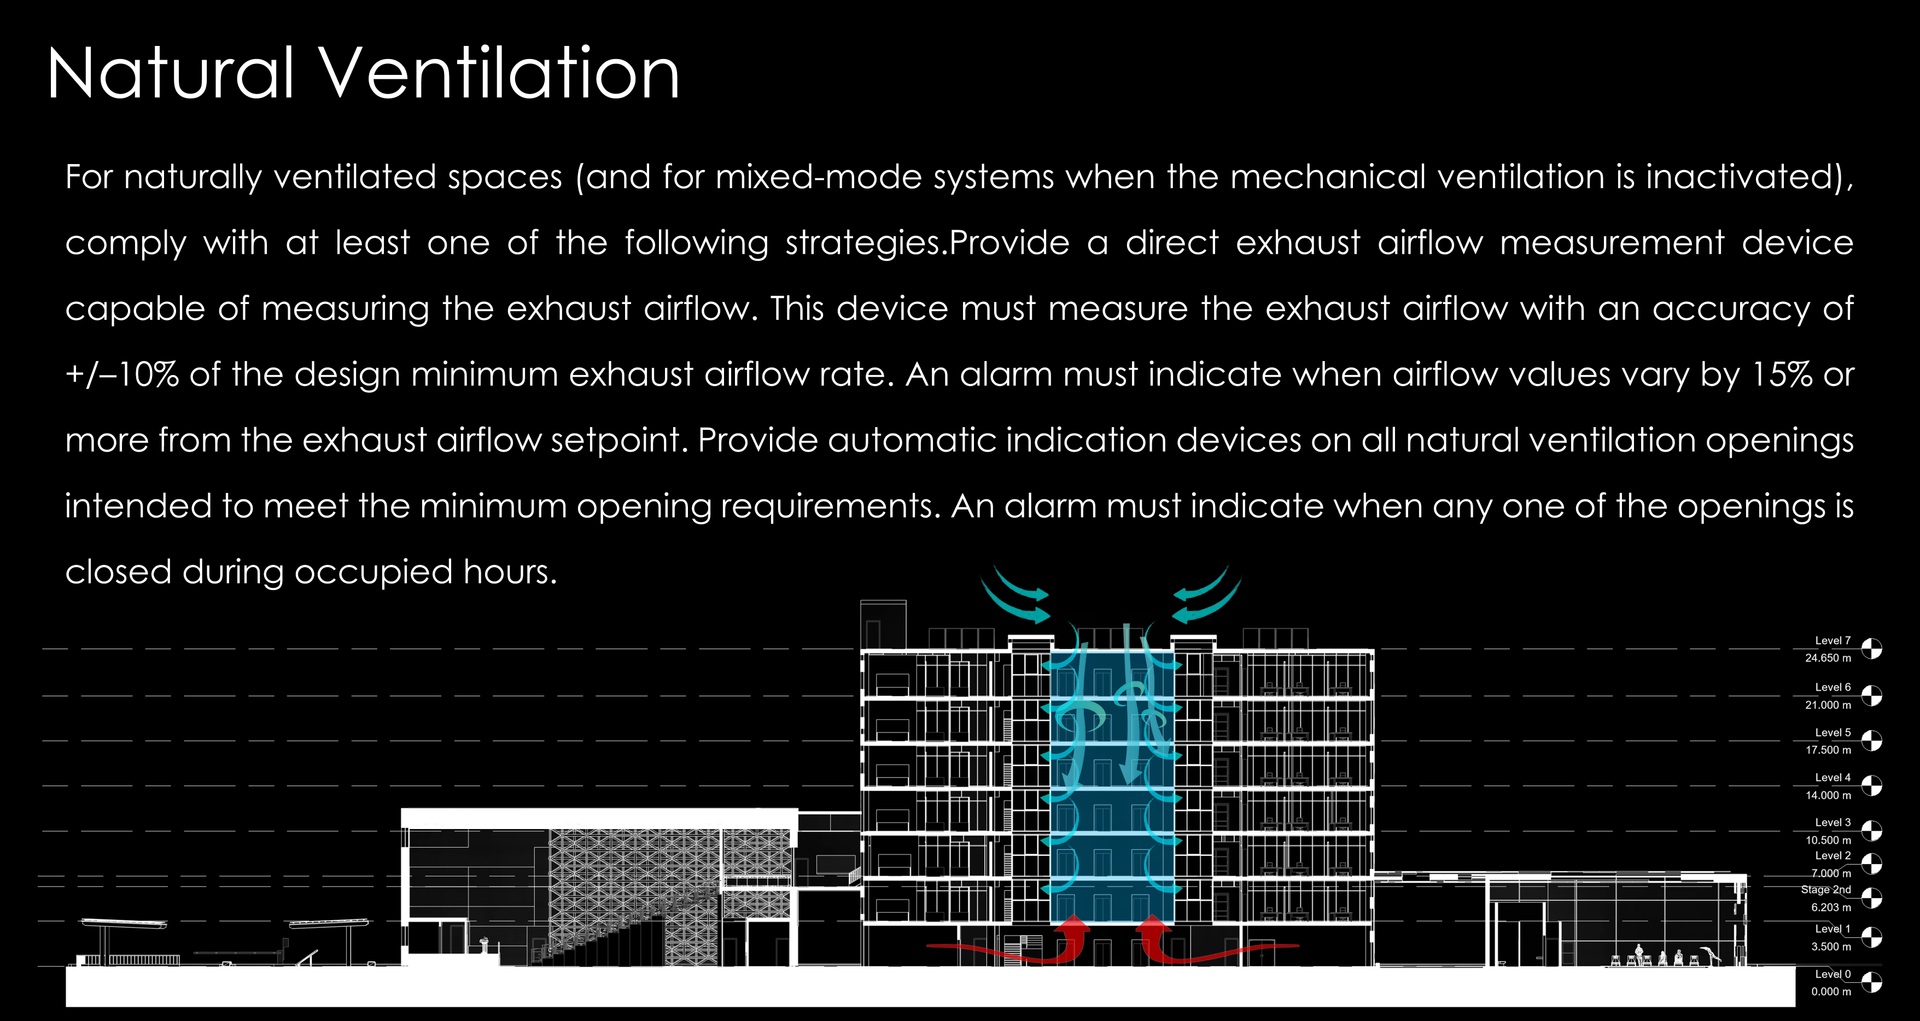 Natural Ventilation
For naturally ventilated spaces (and for mixed-mode systems when the mechanical ventilation is inactivated),
comply with at least one of the following strategies.Provide a direct exhaust airflow measurement device
capable of measuring the exhaust airflow. This device must measure the exhaust airflow with an accuracy of
+/–10% of the design minimum exhaust airflow rate. An alarm must indicate when airflow values vary by 15% or
more from the exhaust airflow setpoint. Provide automatic indication devices on all natural ventilation openings
intended to meet the minimum opening requirements. An alarm must indicate when any one of the openings is
closed during occupied hours.
Level 7
24.650 m
Level 6
21.000 m
Level 5
17.500 m
Level 4
14.000 m
Level 3
10.500 m
Level 2
7.000 m
Stage 2nd
6.203 m
Level 1
3.500 m
Level 0
0.000 m